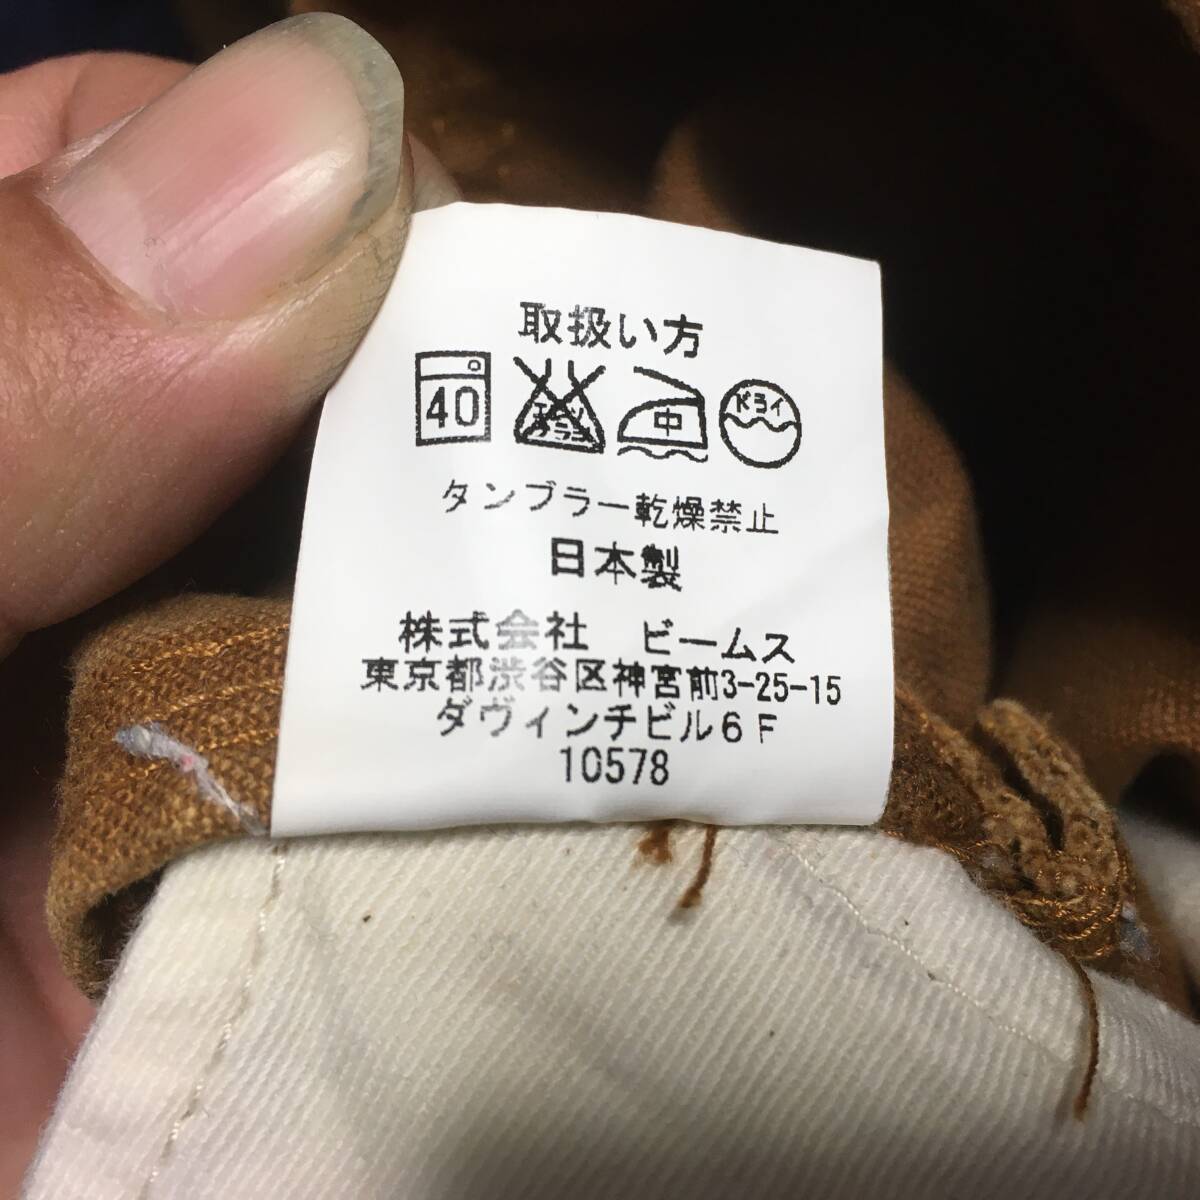 取扱い方
40 エンソ サラシ 中 ドライ
タンブラー乾燥禁止
日本製
株式会社 ビームス
東京都渋谷区神宮前3-25-15
ダヴィンチビル6F
10578